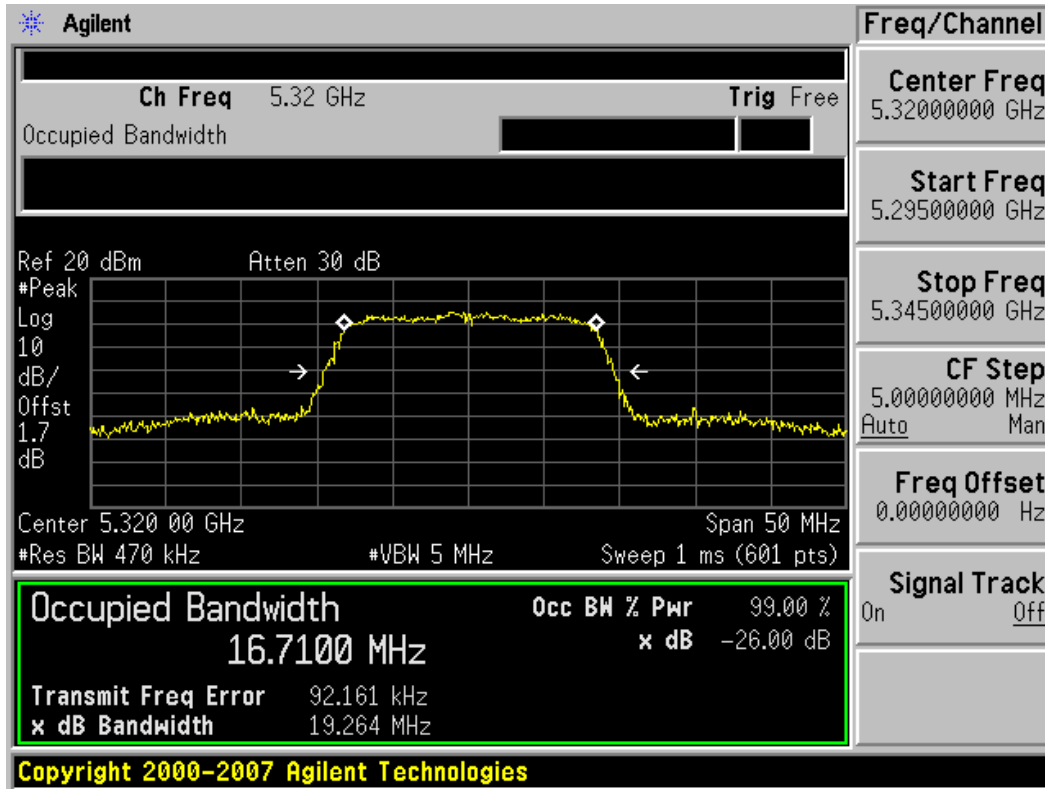 Agilent
Freq/Channel
Ch Freq 5.32 GHz Trig Free
Occupied Bandwidth
Center Freq
5.32000000 GHz
Start Freq
5.29500000 GHz
Stop Freq
5.34500000 GHz
CF Step
5.00000000 MHz
Auto Man
Freq Offset
0.00000000 Hz
Signal Track
On Off
Ref 20 dBm Atten 30 dB
#Peak
Log
10
dB/
Offst
1.7
dB
Center 5.320 00 GHz Span 50 MHz
#Res BW 470 kHz #VBW 5 MHz Sweep 1 ms (601 pts)
Occupied Bandwidth Occ BW % Pwr 99.00 %
16.7100 MHz x dB -26.00 dB
Transmit Freq Error 92.161 kHz
x dB Bandwidth 19.264 MHz
Copyright 2000-2007 Agilent Technologies